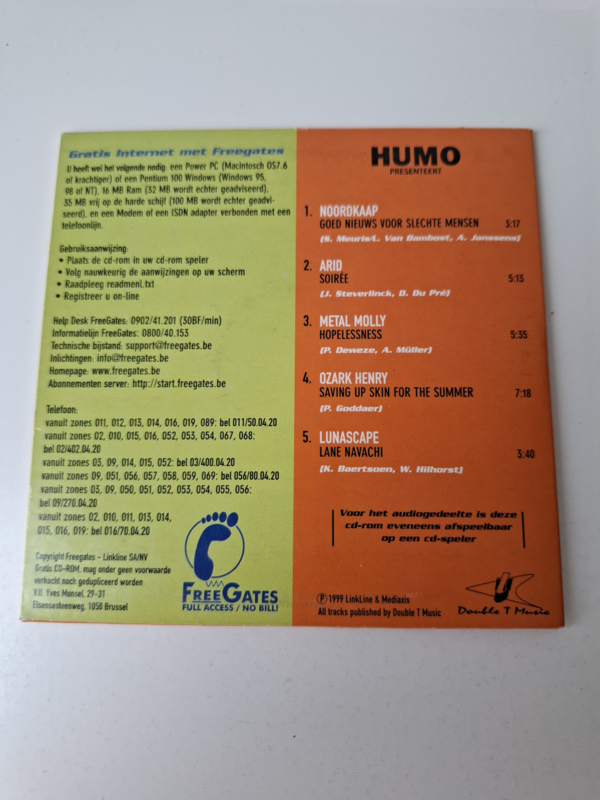 Gratis Internet met Freegates
U heeft wel het volgende nodig: een Power PC (Macintosch OS7.6
of krachtiger) of een Pentium 100 Windows (Windows 95,
98 of NT), 16 MB Ram (32 MB wordt echter geadviseerd),
35 MB vrij op de harde schijf (100 MB wordt echter geadvi-
seerd), en een Modem of een ISDN adapter verbonden met een
telefoonlijn.
Gebruiksaanwijzing:
• Plaats de cd-rom in uw cd-rom speler
• Volg nauwkeurig de aanwijzingen op uw scherm
• Raadpleeg readmenl.txt
• Registreer u on-line
Help Desk FreeGates: 0902/41.201 (30BF/min)
Informatielijn FreeGates: 0800/40.153
Technische bijstand: support@freegates.be
Inlichtingen: info@freegates.be
Homepage: www.freegates.be
Abonnementen server: http://start.freegates.be
Telefoon:
vanuit zones 011, 012, 013, 014, 016, 019, 089: bel 011/50.04.20
vanuit zones 02, 010, 015, 016, 052, 053, 054, 067, 068:
bel 02/402.04.20
vanuit zones 03, 09, 014, 015, 052: bel 03/400.04.20
vanuit zones 09, 051, 056, 057, 058, 059, 069: bel 056/80.04.20
vanuit zones 03, 09, 050, 051, 052, 053, 054, 055, 056:
bel 09/270.04.20
vanuit zones 02, 010, 011, 013, 014,
015, 016, 019: bel 016/70.04.20
Copyright Freegates - Linkline SA/NV
Gratis CD-ROM, mag onder geen voorwaarde
verkocht noch gedupliceerd worden
V.U. Yves Monsel, 29-31
Elsensesteenweg, 1050 Brussel
FREEGATES
FULL ACCESS / NO BILL!
HUMO
PRESENTEERT
1. NOORDKAAP
GOED NIEUWS VOOR SLECHTE MENSEN 3:17
(S. Meuris/L. Van Bambost, A. Janssens)
2. ARID
SOIRÉE 5:13
(J. Steverlinck, D. Du Pré)
3. METAL MOLLY
HOPELESSNESS 5:35
(P. Deweze, A. Müller)
4. OZARK HENRY
SAVING UP SKIN FOR THE SUMMER 7:18
(P. Goddaer)
5. LUNASCAPE
LANE NAVACHI 3:40
(K. Baertsoen, W. Hilhorst)
Voor het audiogedeelte is deze
cd-rom eveneens afspeelbaar
op een cd-speler
℗ 1999 LinkLine & Mediaxis
All tracks published by Double T Music
Double T Music